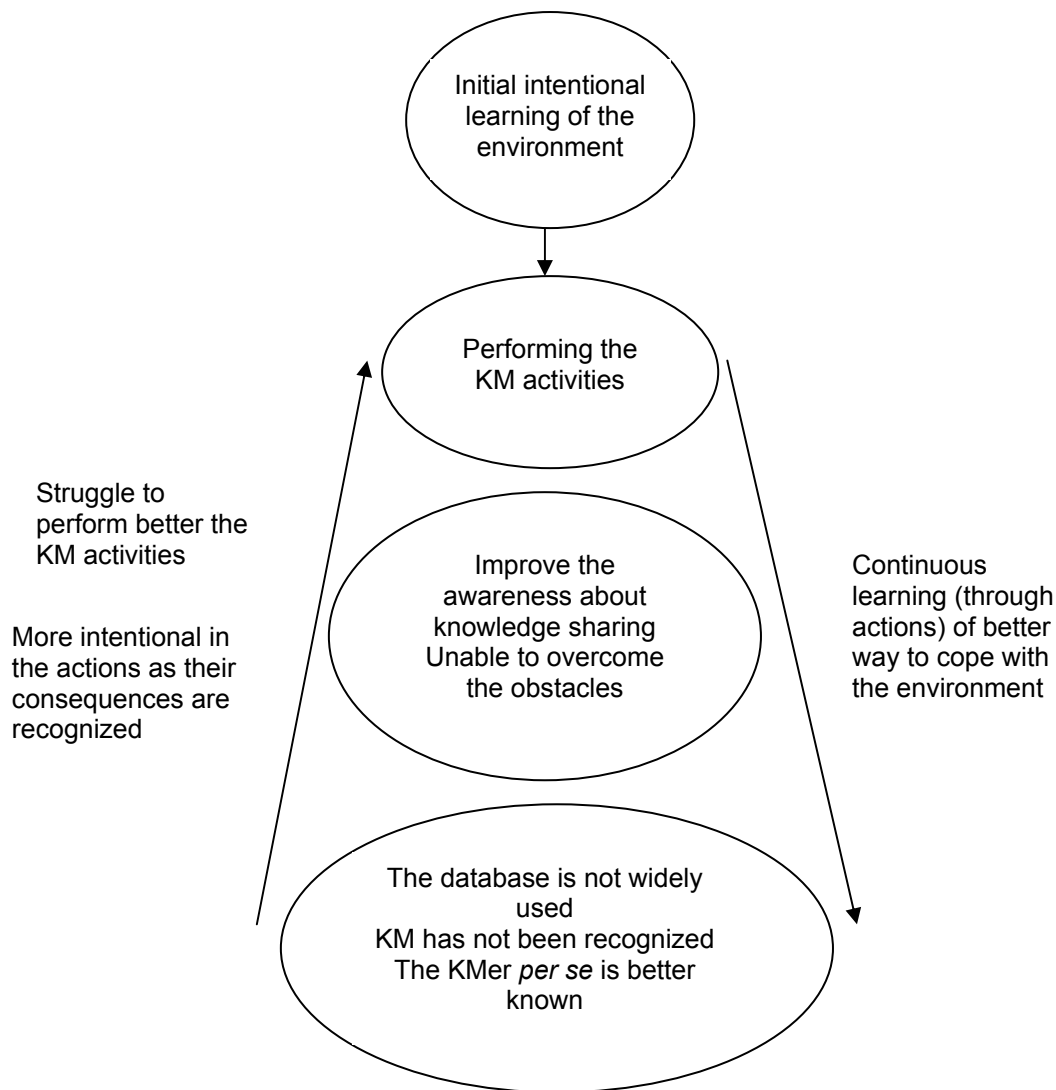 Initial intentional
learning of the
environment
Performing the
KM activities
Struggle to
perform better the
KM activities
More intentional in
the actions as their
consequences are
recognized
Improve the
awareness about
knowledge sharing
Unable to overcome
the obstacles
Continuous
learning (through
actions) of better
way to cope with
the environment
The database is not widely
used
KM has not been recognized
The KMer per se is better
known